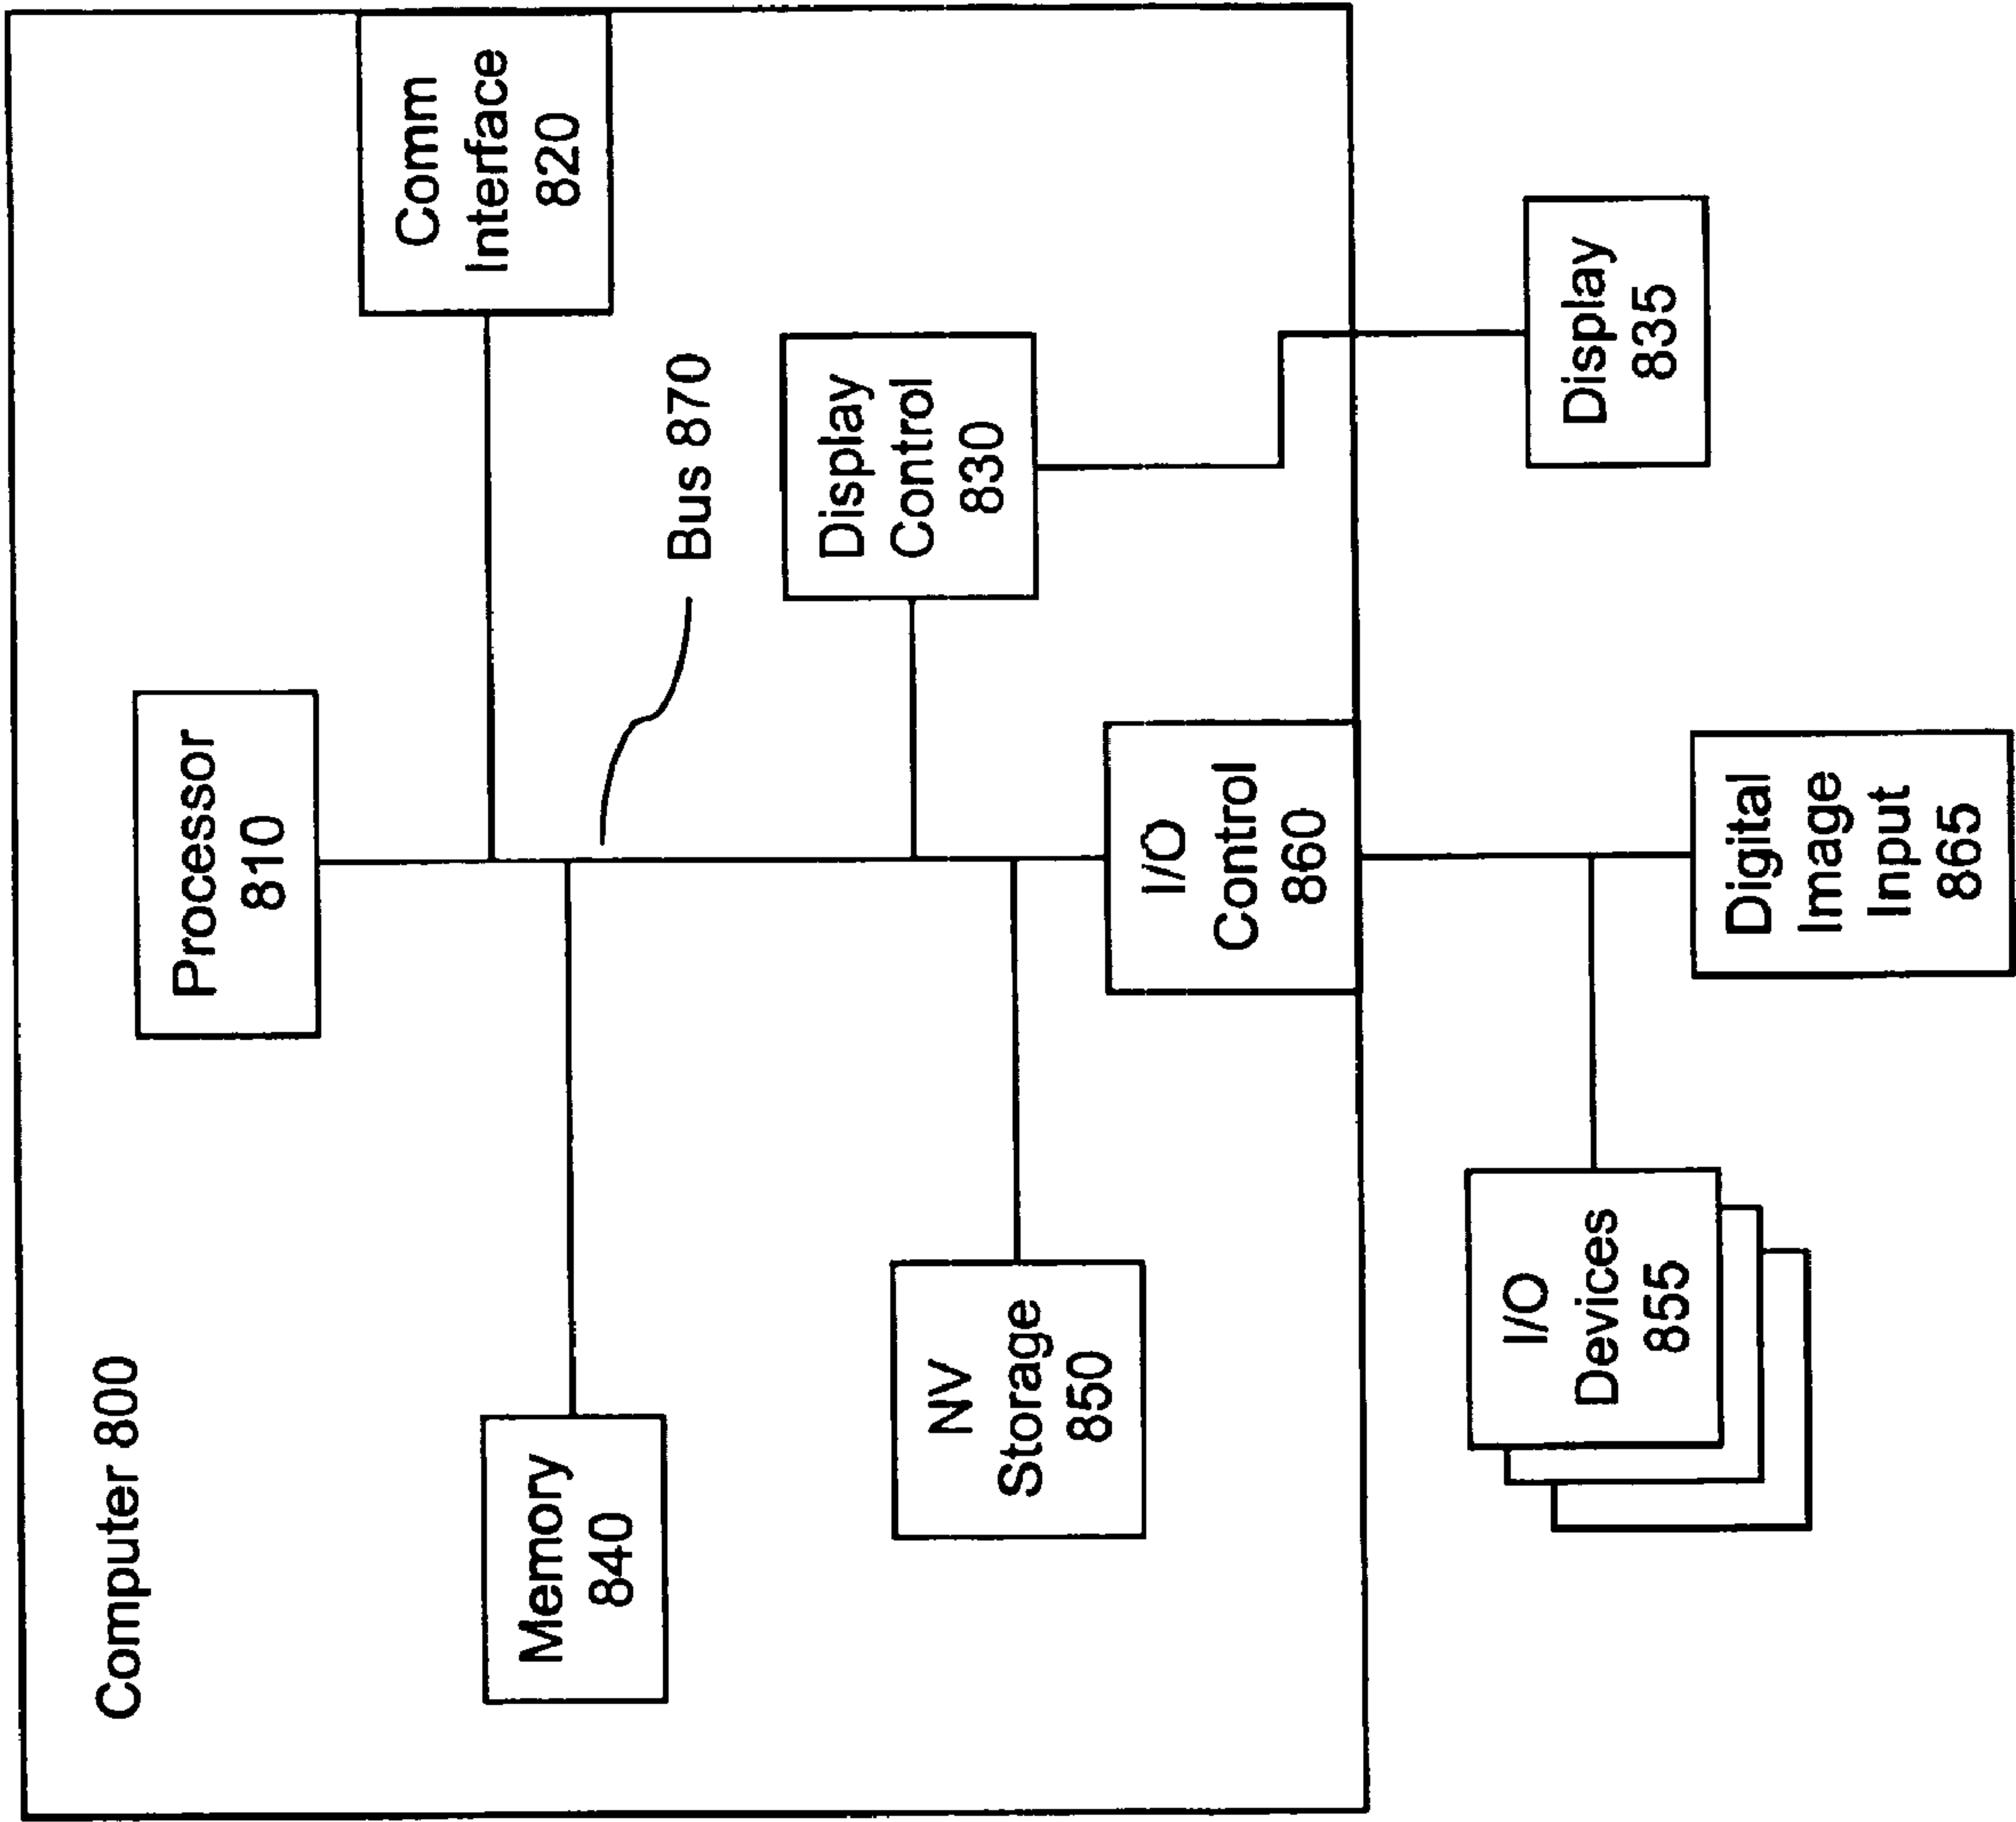 Computer 800
Processor
810
Memory
840
Comm
Interface
820
Bus 870
NV
Storage
850
Display
Control
830
I/O
Control
860
I/O
Devices
855
Digital
Image
Input
865
Display
835